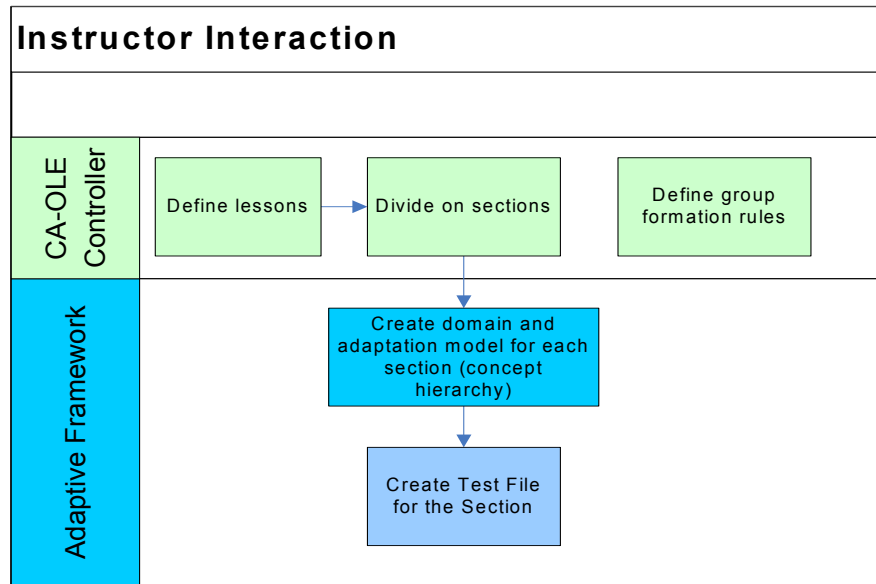 Instructor Interaction
CA-OLE
Controller
Define lessons
Divide on sections
Define group
formation rules
Adaptive Framework
Create domain and
adaptation model for each
section (concept
hierarchy)
Create Test File
for the Section